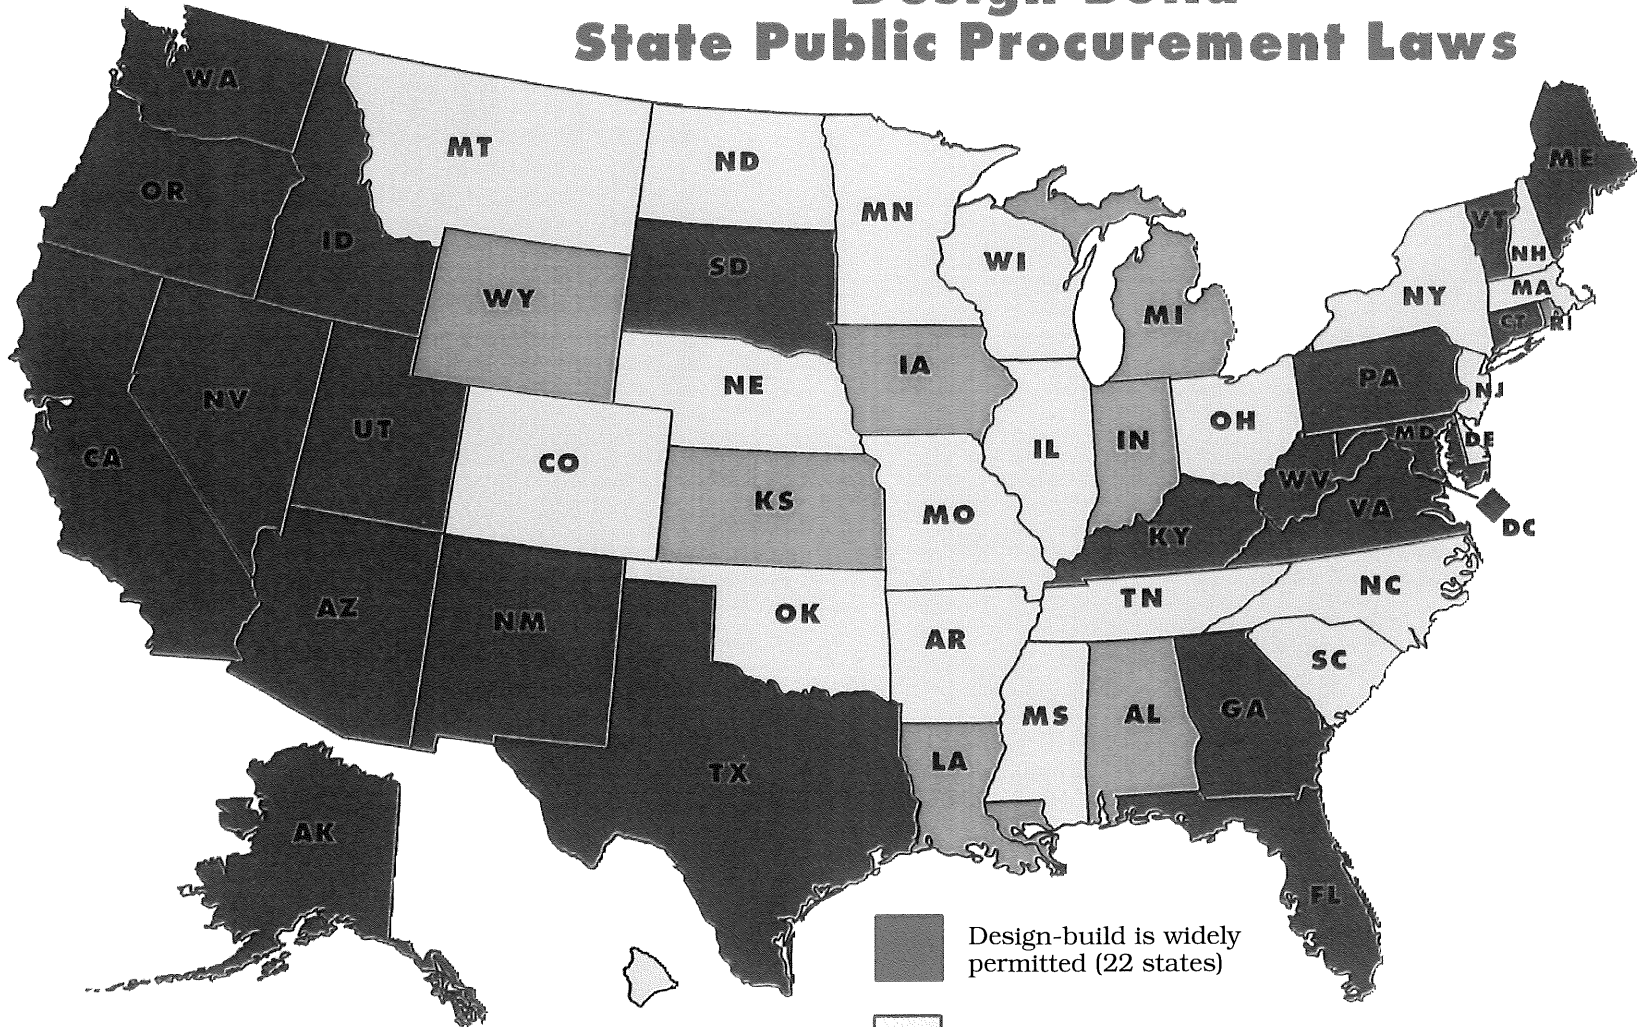 Design-Build
State Public Procurement Laws
WA
MT
ND
MN
ME
OR
ID
SD
WI
VT
NH
WY
MI
NY
MA
CT
RI
NV
UT
NE
IA
PA
NJ
CA
CO
IL
IN
OH
MD
DE
KS
MO
WV
VA
DC
KY
AZ
NM
OK
AR
TN
NC
SC
TX
LA
MS
AL
GA
AK
FL
Design-build is widely
permitted (22 states)